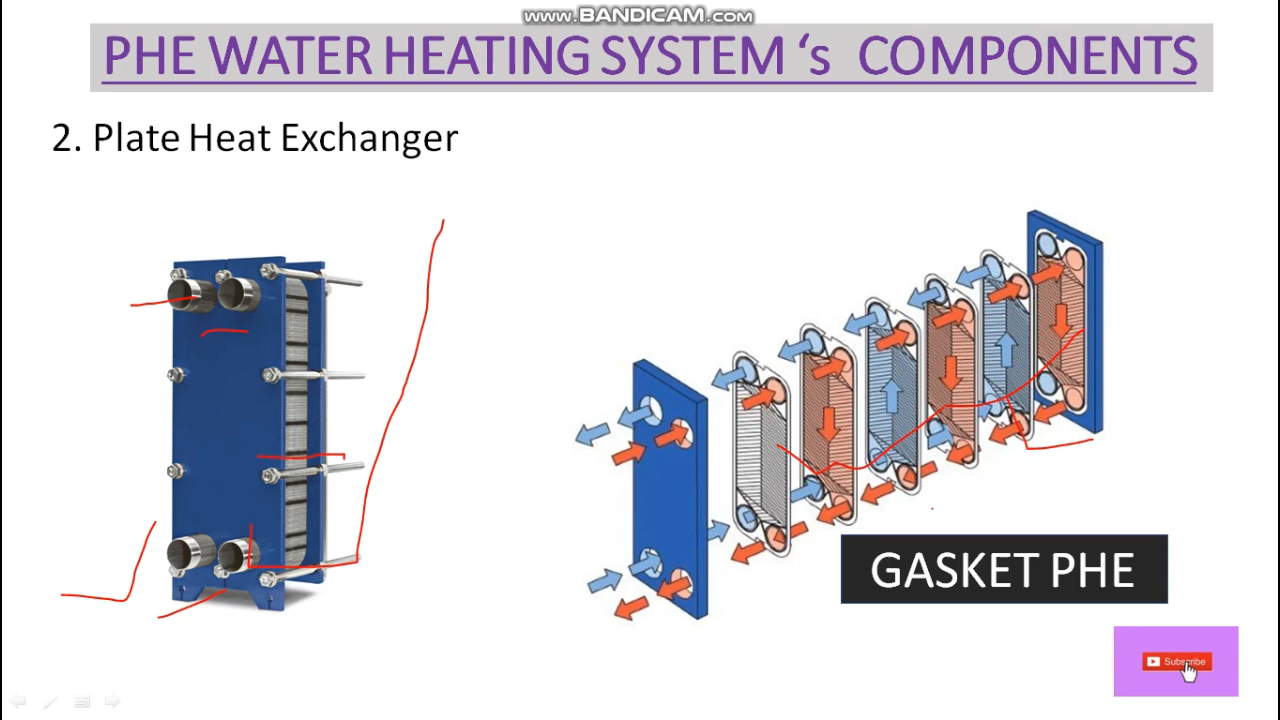 www.BANDICAM.com
PHE WATER HEATING SYSTEM ‘s COMPONENTS
2. Plate Heat Exchanger
GASKET PHE
Subscribe